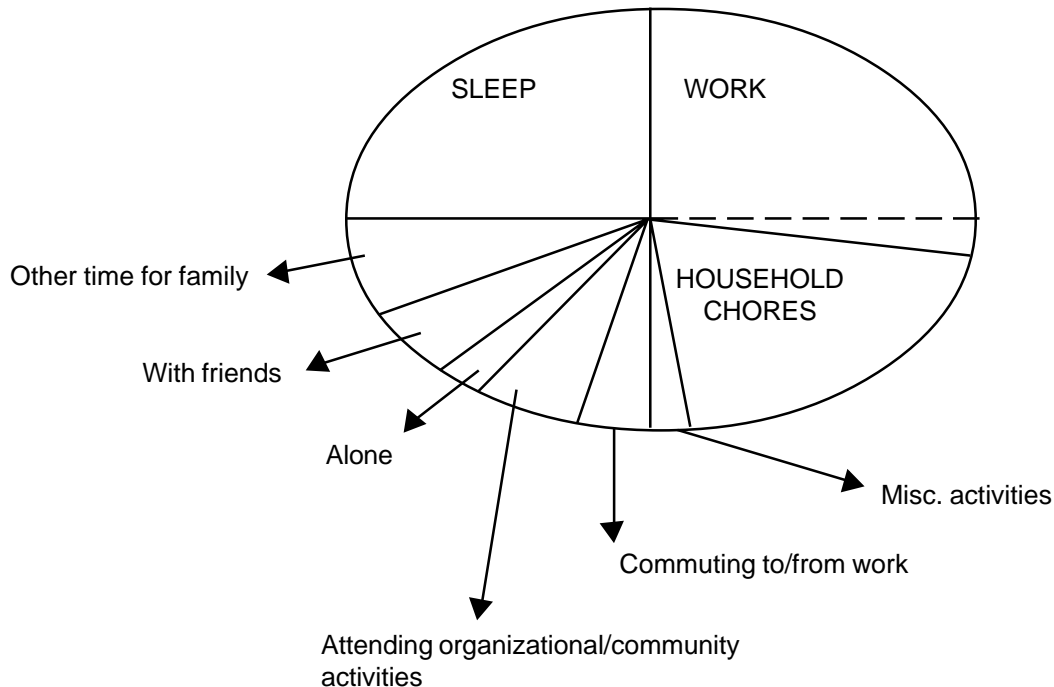 SLEEP
WORK
Other time for family
HOUSEHOLD
CHORES
With friends
Alone
Misc. activities
Commuting to/from work
Attending organizational/community
activities